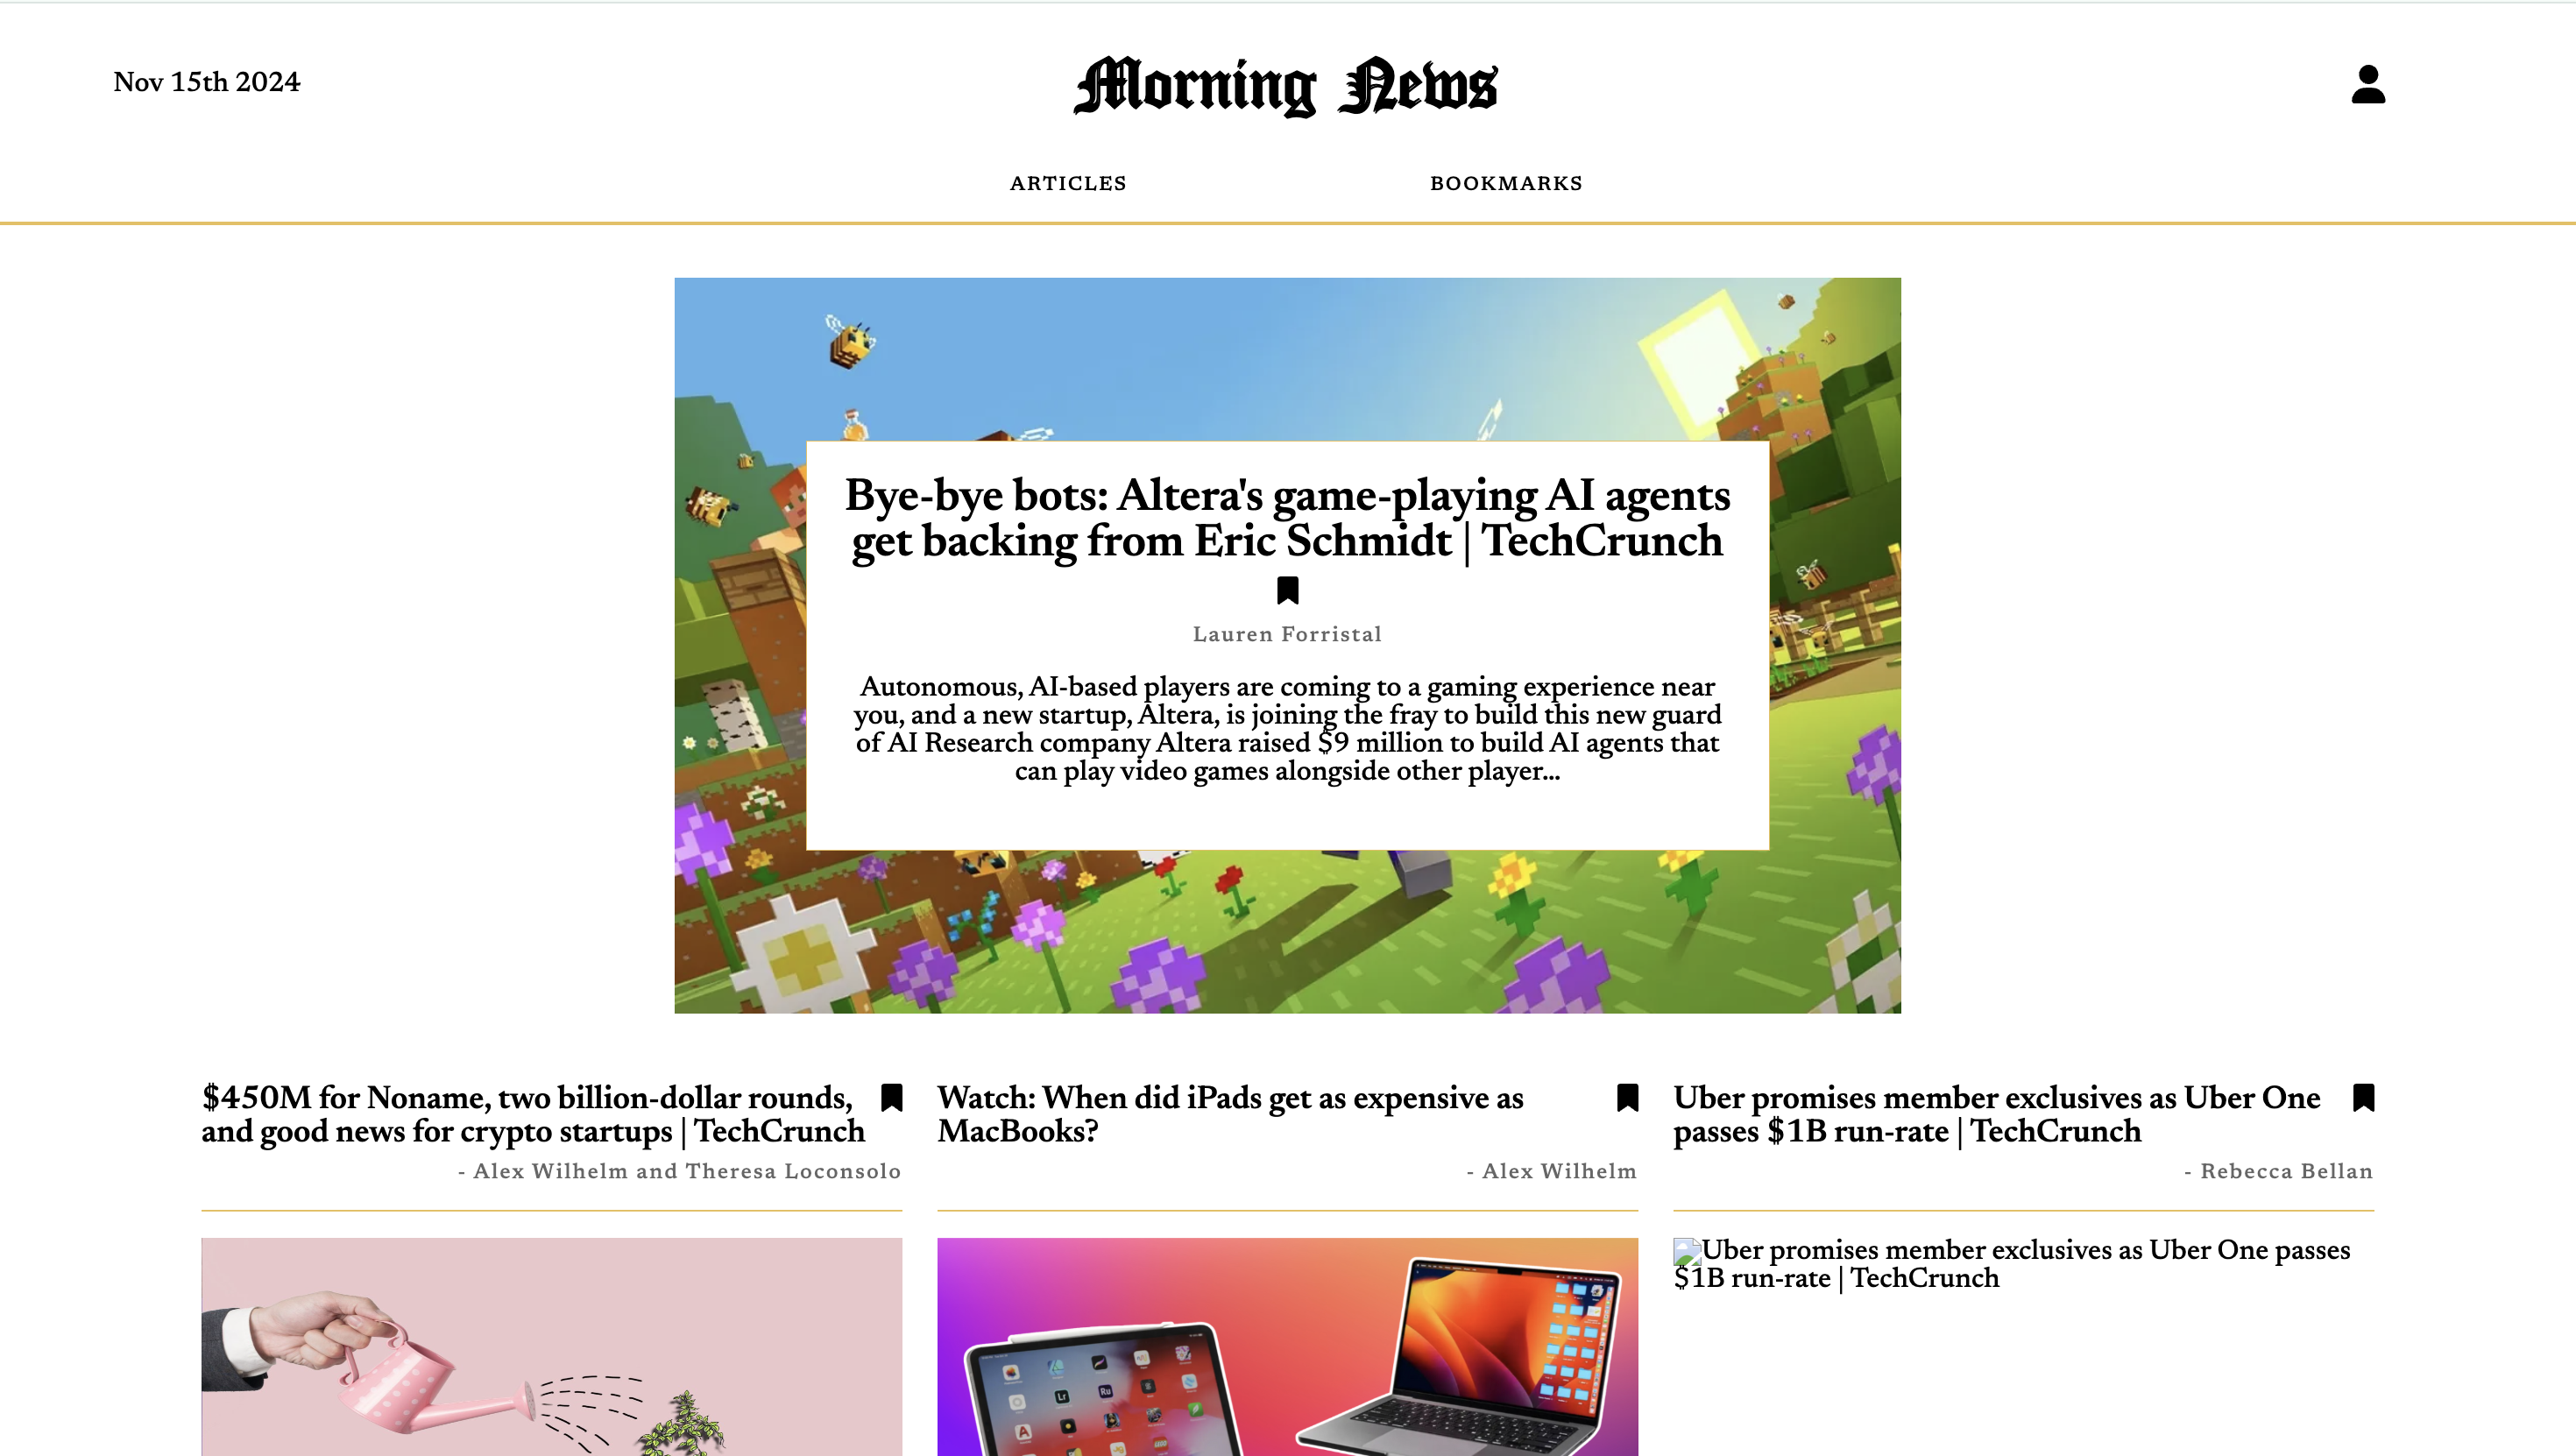 Nov 15th 2024
Morning News
ARTICLES
BOOKMARKS
Bye-bye bots: Altera's game-playing AI agents
get backing from Eric Schmidt | TechCrunch
Lauren Forristal
Autonomous, AI-based players are coming to a gaming experience near
you, and a new startup, Altera, is joining the fray to build this new guard
of AI Research company Altera raised $9 million to build AI agents that
can play video games alongside other player...
$450M for Noname, two billion-dollar rounds,
and good news for crypto startups | TechCrunch
- Alex Wilhelm and Theresa Loconsolo
Watch: When did iPads get as expensive as
MacBooks?
- Alex Wilhelm
Uber promises member exclusives as Uber One
passes $1B run-rate | TechCrunch
- Rebecca Bellan
Lr
Ru
Uber promises member exclusives as Uber One passes
$1B run-rate | TechCrunch